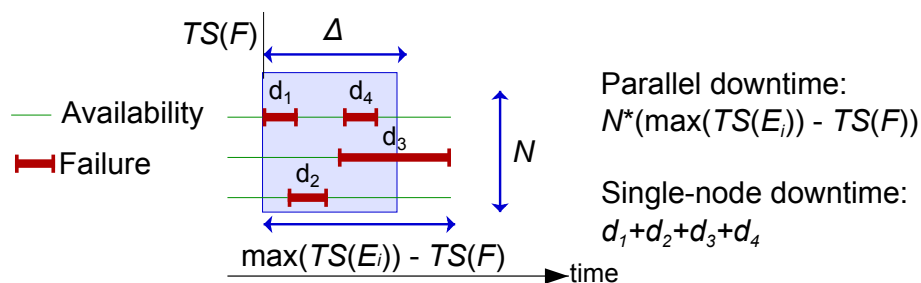 TS(F)
Δ
d1
d4
Availability
Failure
d3
d2
N
max(TS(Ei)) - TS(F)
time
Parallel downtime:
N*(max(TS(Ei)) - TS(F))
Single-node downtime:
d1+d2+d3+d4